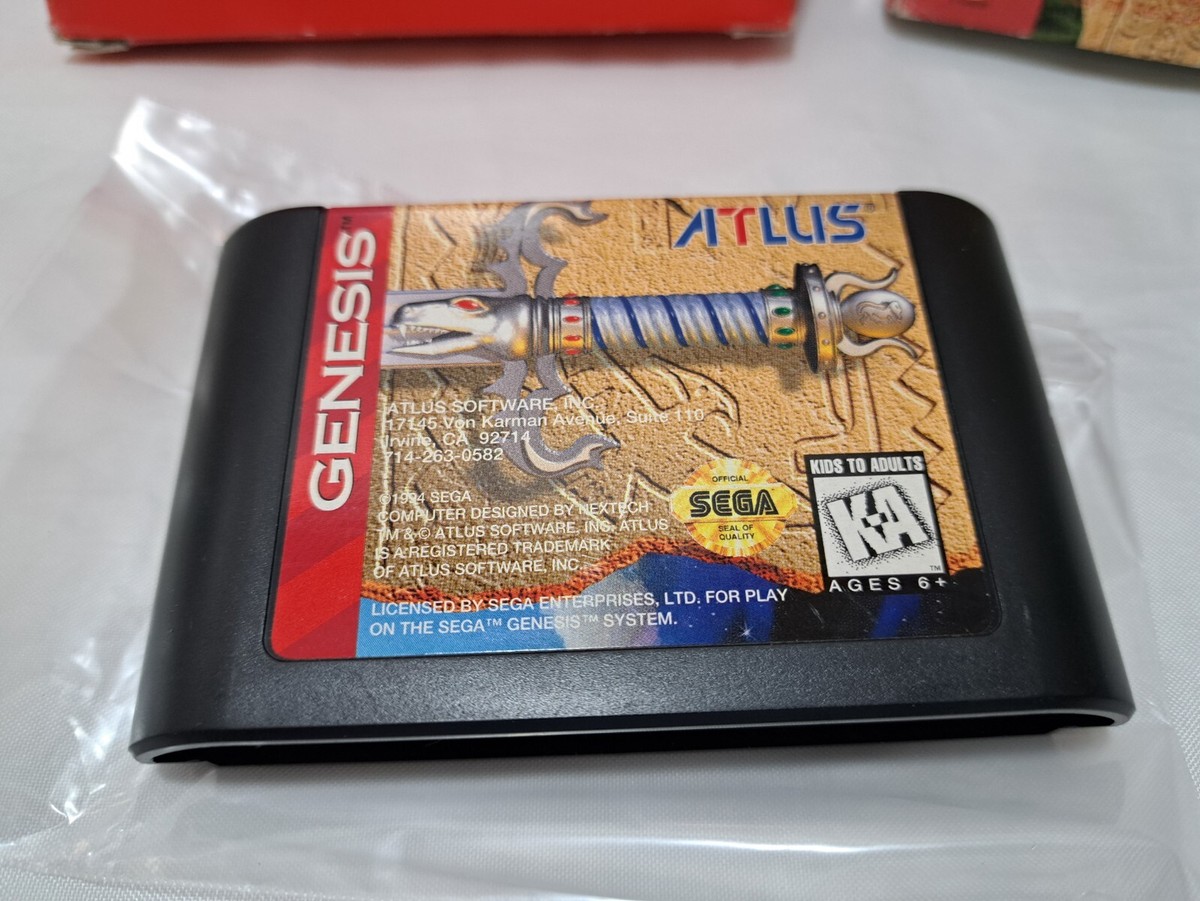 GENESIS™
ATLUS®
ATLUS SOFTWARE, INC.
17145 Von Karman Avenue, Suite 110
Irvine, CA 92714
714-263-0582
©1994 SEGA
COMPUTER DESIGNED BY NEXTECH
TM & © ATLUS SOFTWARE, INC. ATLUS
IS A REGISTERED TRADEMARK
OF ATLUS SOFTWARE, INC.
LICENSED BY SEGA ENTERPRISES, LTD. FOR PLAY
ON THE SEGA™ GENESIS™ SYSTEM.
OFFICIAL
SEGA
SEAL OF
QUALITY
KIDS TO ADULTS
K-A
TM
AGES 6+